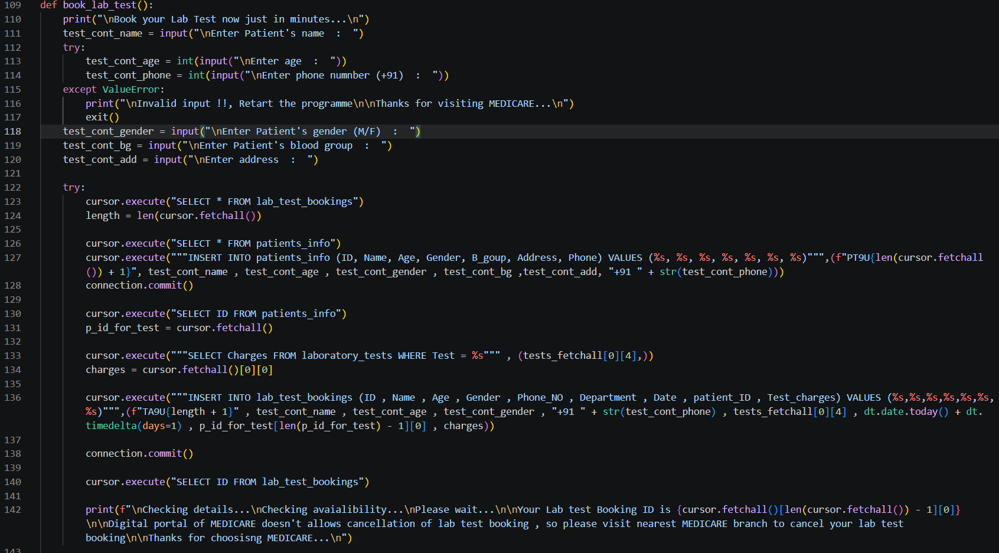 109 def book_lab_test():
110 print("\nBook your Lab Test now just in minutes...\n")
111 test_cont_name = input("\nEnter Patient's name  :  ")
112 try:
113 test_cont_age = int(input("\nEnter age  :  "))
114 test_cont_phone = int(input("\nEnter phone numnber (+91)  :  "))
115 except ValueError:
116 print("\nInvalid input !!, Retart the programme\n\nThanks for visiting MEDICARE...\n")
117 exit()
118 test_cont_gender = input("\nEnter Patient's gender (M/F)  :  ")
119 test_cont_bg = input("\nEnter Patient's blood group  :  ")
120 test_cont_add = input("\nEnter address  :  ")
121
122 try:
123 cursor.execute("SELECT * FROM lab_test_bookings")
124 length = len(cursor.fetchall())
125
126 cursor.execute("SELECT * FROM patients_info")
127 cursor.execute("""INSERT INTO patients_info (ID, Name, Age, Gender, B_goup, Address, Phone) VALUES (%s, %s, %s, %s, %s, %s, %s)""",(f"PT9U{len(cursor.fetchall
()) + 1}", test_cont_name , test_cont_age , test_cont_gender , test_cont_bg ,test_cont_add, "+91 " + str(test_cont_phone)))
128 connection.commit()
129
130 cursor.execute("SELECT ID FROM patients_info")
131 p_id_for_test = cursor.fetchall()
132
133 cursor.execute("""SELECT Charges FROM laboratory_tests WHERE Test = %s""" , (tests_fetchall[0][4],))
134 charges = cursor.fetchall()[0][0]
135
136 cursor.execute("""INSERT INTO lab_test_bookings (ID , Name , Age , Gender , Phone_NO , Department , Date , patient_ID , Test_charges) VALUES (%s,%s,%s,%s,%s,%s,
%s)""",(f"TA9U{length + 1}" , test_cont_name , test_cont_age , test_cont_gender , "+91 " + str(test_cont_phone) , tests_fetchall[0][4] , dt.date.today() + dt.
timedelta(days=1) , p_id_for_test[len(p_id_for_test) - 1][0] , charges))
137
138 connection.commit()
139
140 cursor.execute("SELECT ID FROM lab_test_bookings")
141
142 print(f"\nChecking details...\nChecking avaialibility...\nPlease wait...\n\nYour Lab test Booking ID is {cursor.fetchall()[len(cursor.fetchall()) - 1][0]}
\n\nDigital portal of MEDICARE doesn't allows cancellation of lab test booking , so please visit nearest MEDICARE branch to cancel your lab test
booking\n\nThanks for choosisng MEDICARE...\n")
143